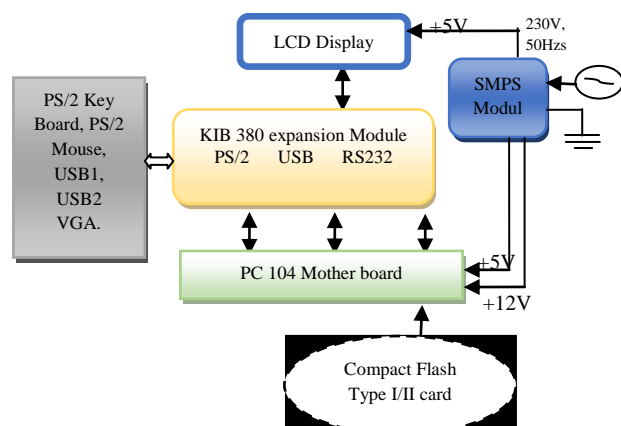 LCD Display
+5V
230V,
50Hzs
SMPS
Modul
PS/2 Key
Board, PS/2
Mouse,
USB1,
USB2
VGA.
KIB 380 expansion Module
PS/2 USB RS232
PC 104 Mother board
+5V
+12V
Compact Flash
Type I/II card